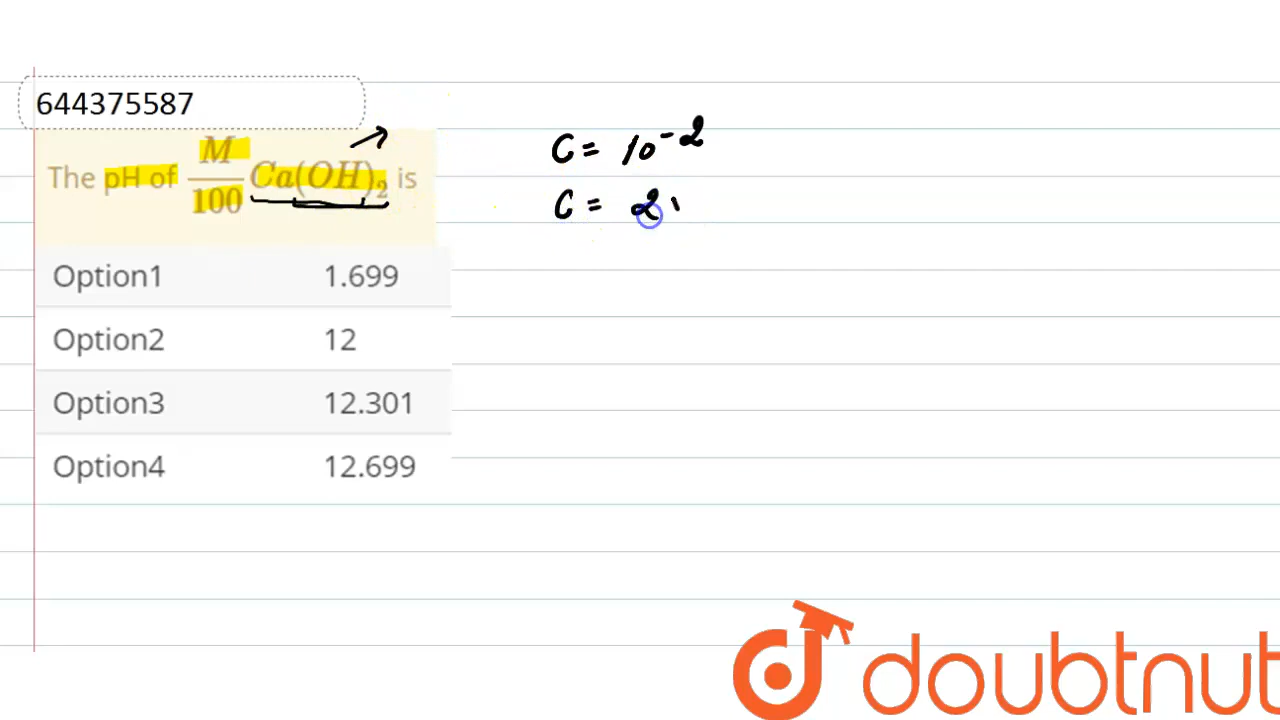 644375587
The pH of M/100 Ca(OH)₂ is
C = 10⁻²
C = 2
Option1 1.699
Option2 12
Option3 12.301
Option4 12.699
doubtnut